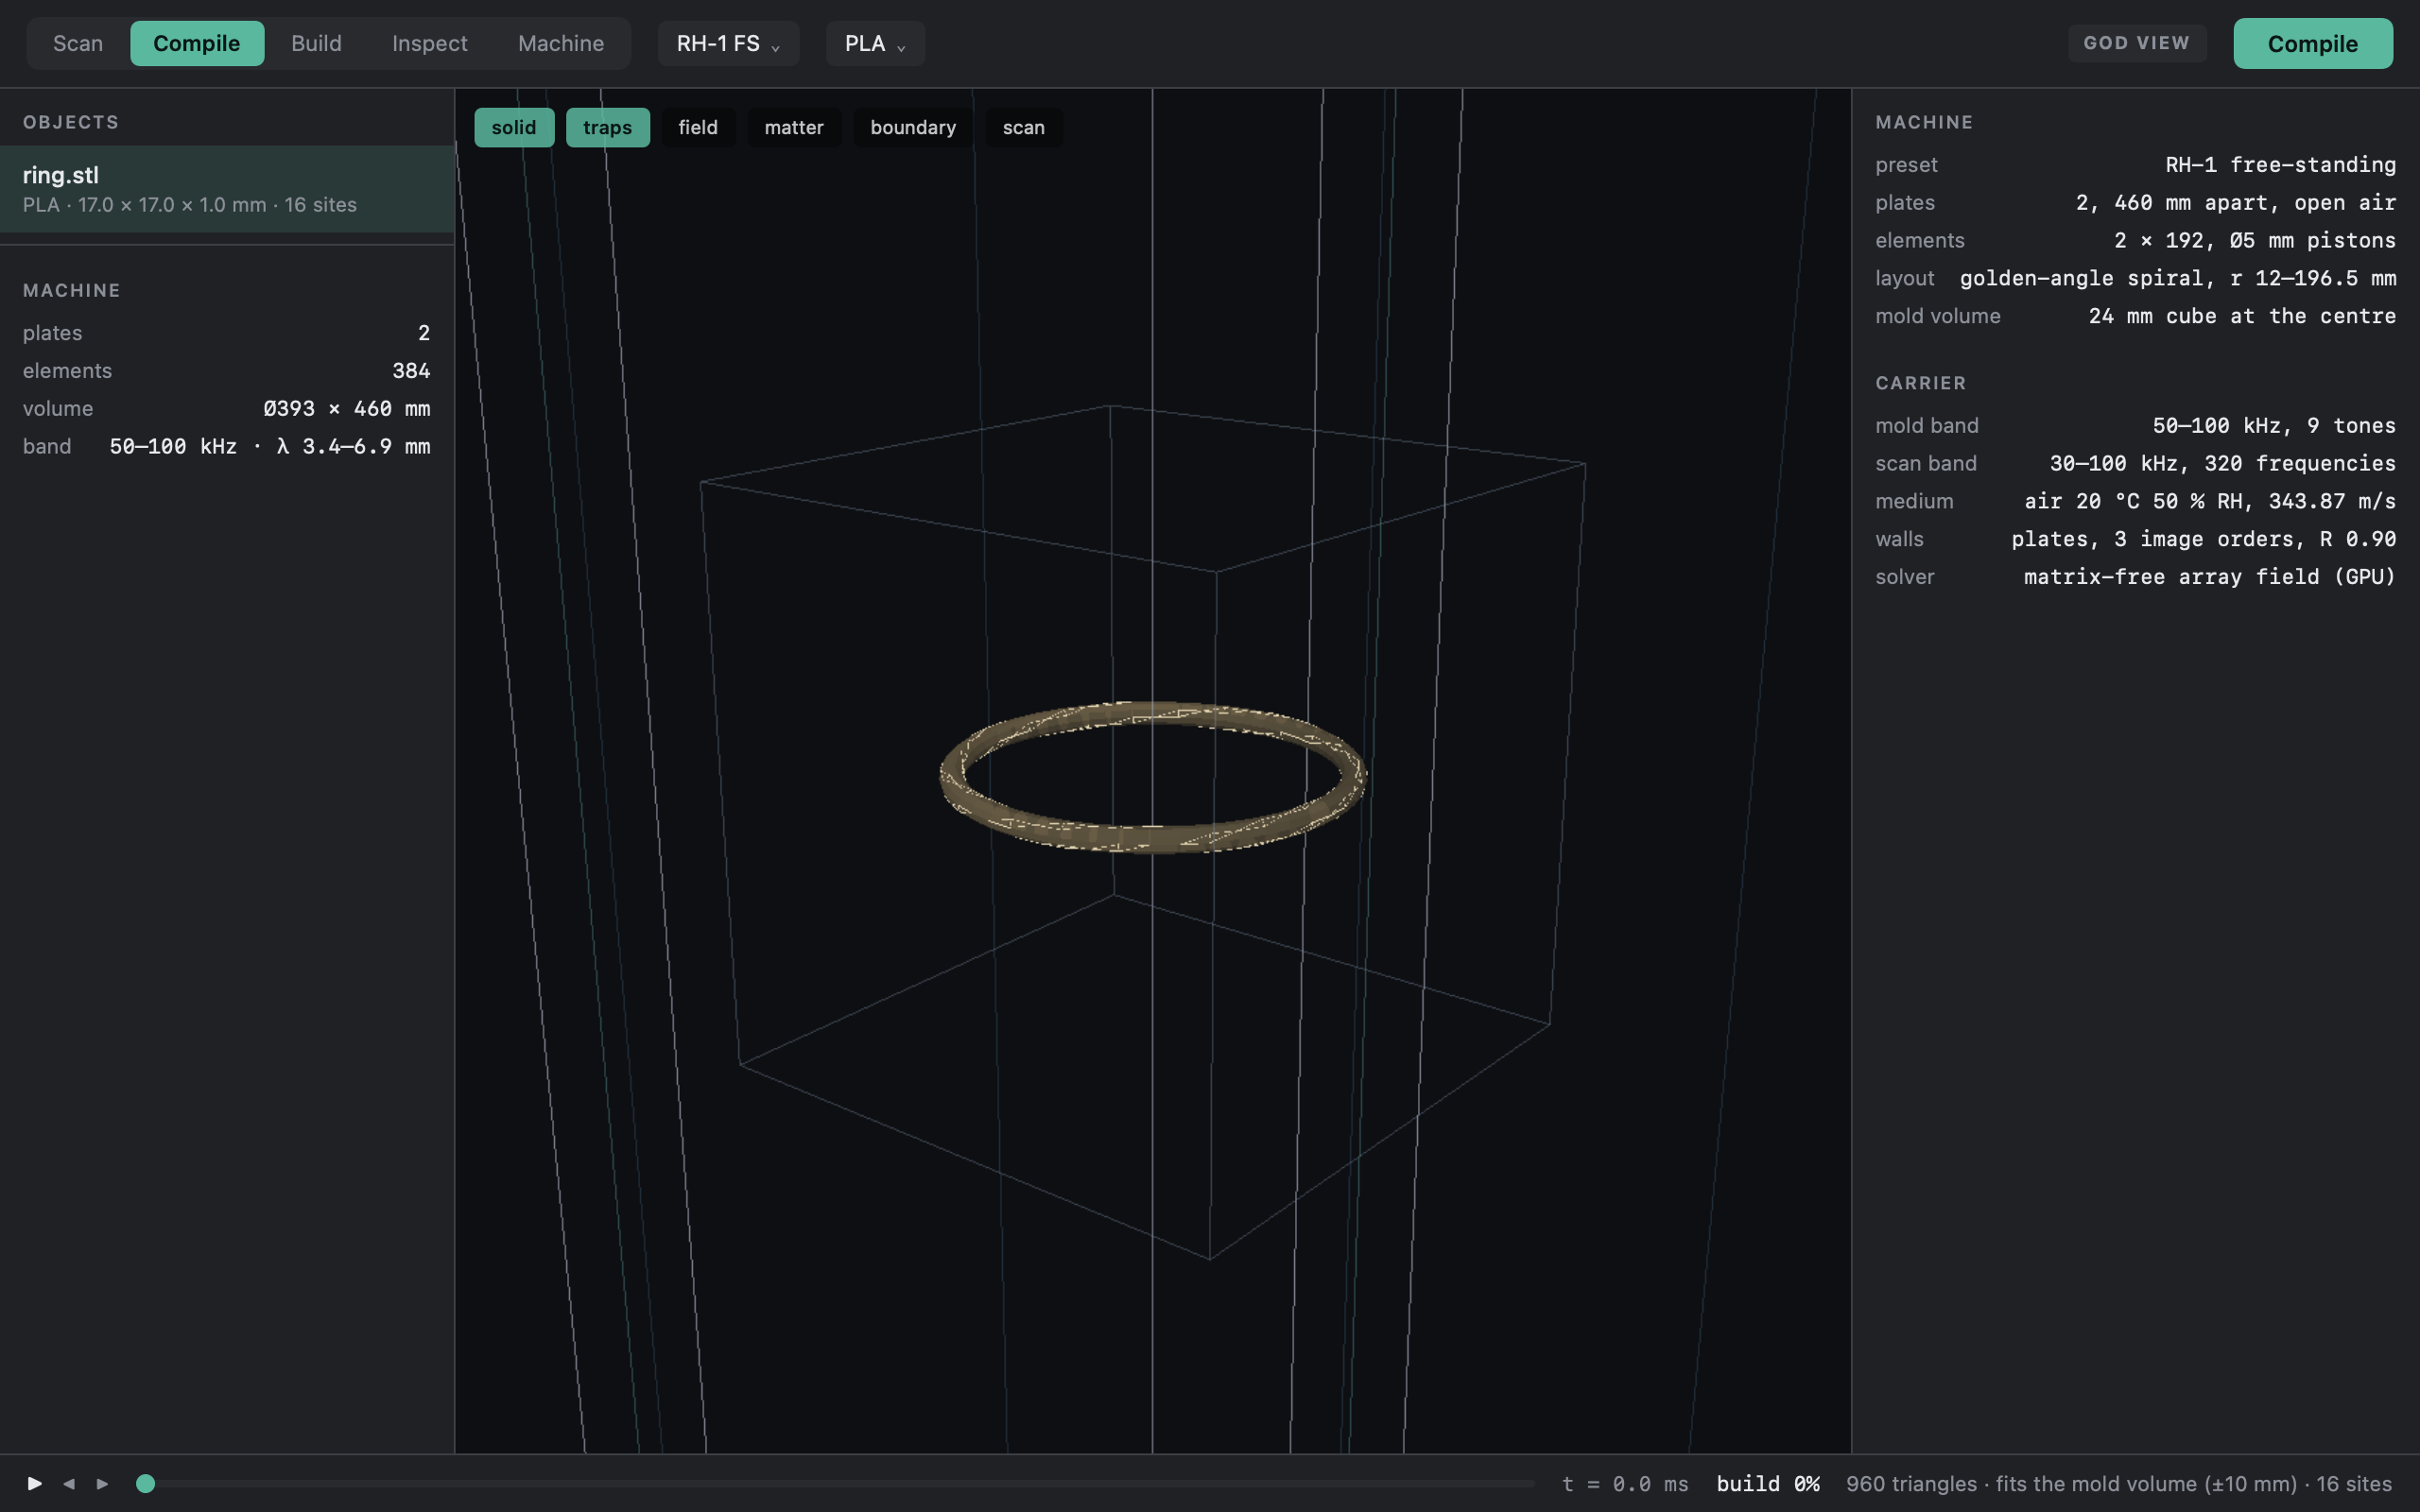 Scan Compile Build Inspect Machine RH-1 FS PLA GOD VIEW Compile
OBJECTS
ring.stl
PLA · 17.0 × 17.0 × 1.0 mm · 16 sites
MACHINE
plates 2
elements 384
volume Ø393 × 460 mm
band 50–100 kHz · λ 3.4–6.9 mm
solid traps field matter boundary scan
MACHINE
preset RH-1 free-standing
plates 2, 460 mm apart, open air
elements 2 × 192, Ø5 mm pistons
layout golden-angle spiral, r 12–196.5 mm
mold volume 24 mm cube at the centre
CARRIER
mold band 50–100 kHz, 9 tones
scan band 30–100 kHz, 320 frequencies
medium air 20 °C 50 % RH, 343.87 m/s
walls plates, 3 image orders, R 0.90
solver matrix-free array field (GPU)
t = 0.0 ms build 0% 960 triangles · fits the mold volume (±10 mm) · 16 sites